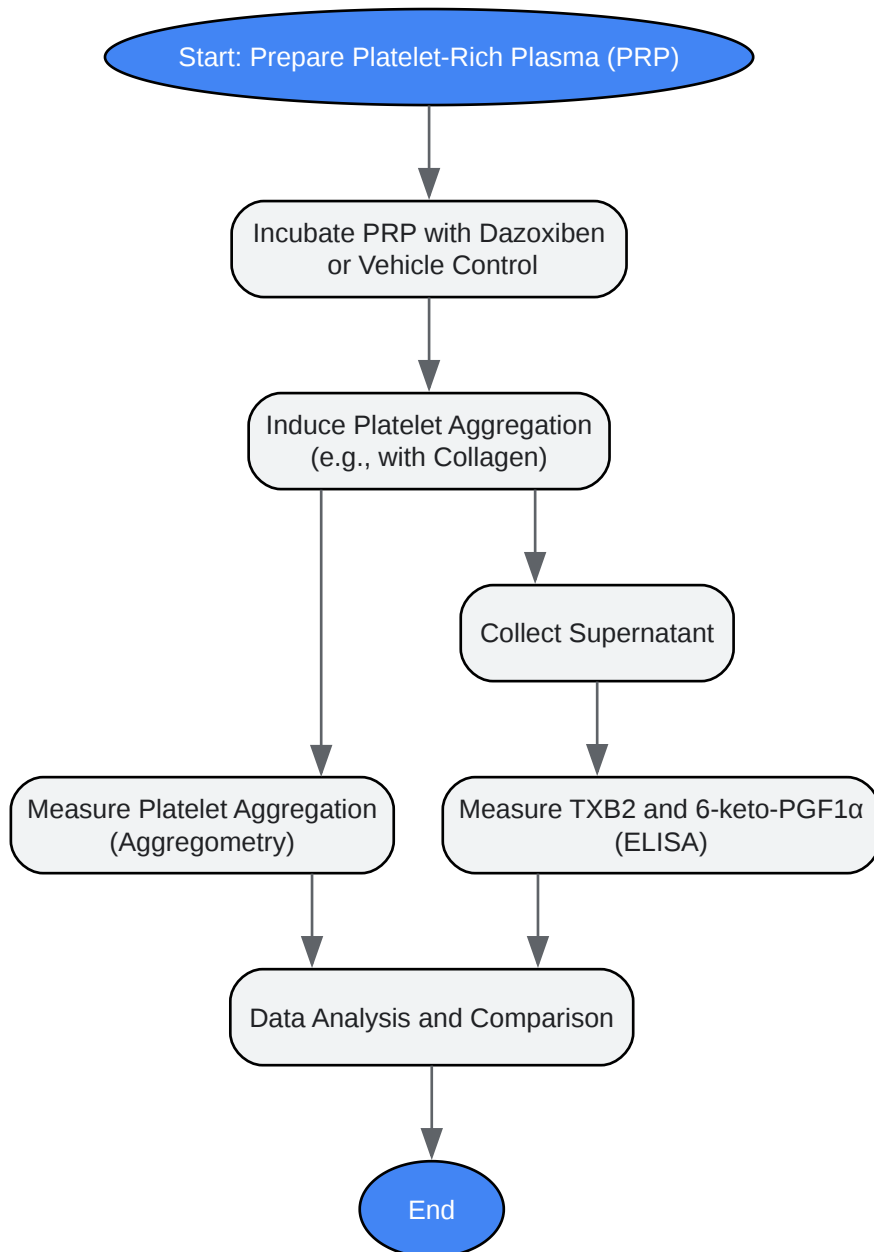 Start: Prepare Platelet-Rich Plasma (PRP)
Incubate PRP with Dazoxiben
or Vehicle Control
Induce Platelet Aggregation
(e.g., with Collagen)
Collect Supernatant
Measure Platelet Aggregation
(Aggregometry)
Measure TXB2 and 6-keto-PGF1α
(ELISA)
Data Analysis and Comparison
End